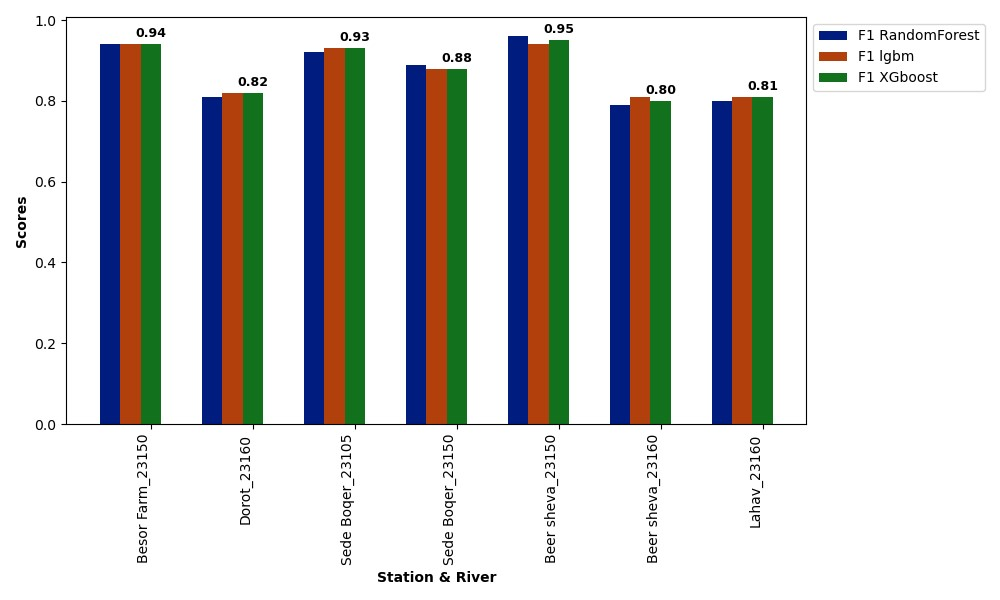 0.94
0.82
0.93
0.88
0.95
0.80
0.81
F1 RandomForest
F1 lgbm
F1 XGboost
1.0
0.8
0.6
0.4
0.2
0.0
Scores
Besor Farm_23150
Dorot_23160
Sede Boqer_23105
Sede Boqer_23150
Beer sheva_23150
Beer sheva_23160
Lahav_23160
Station & River